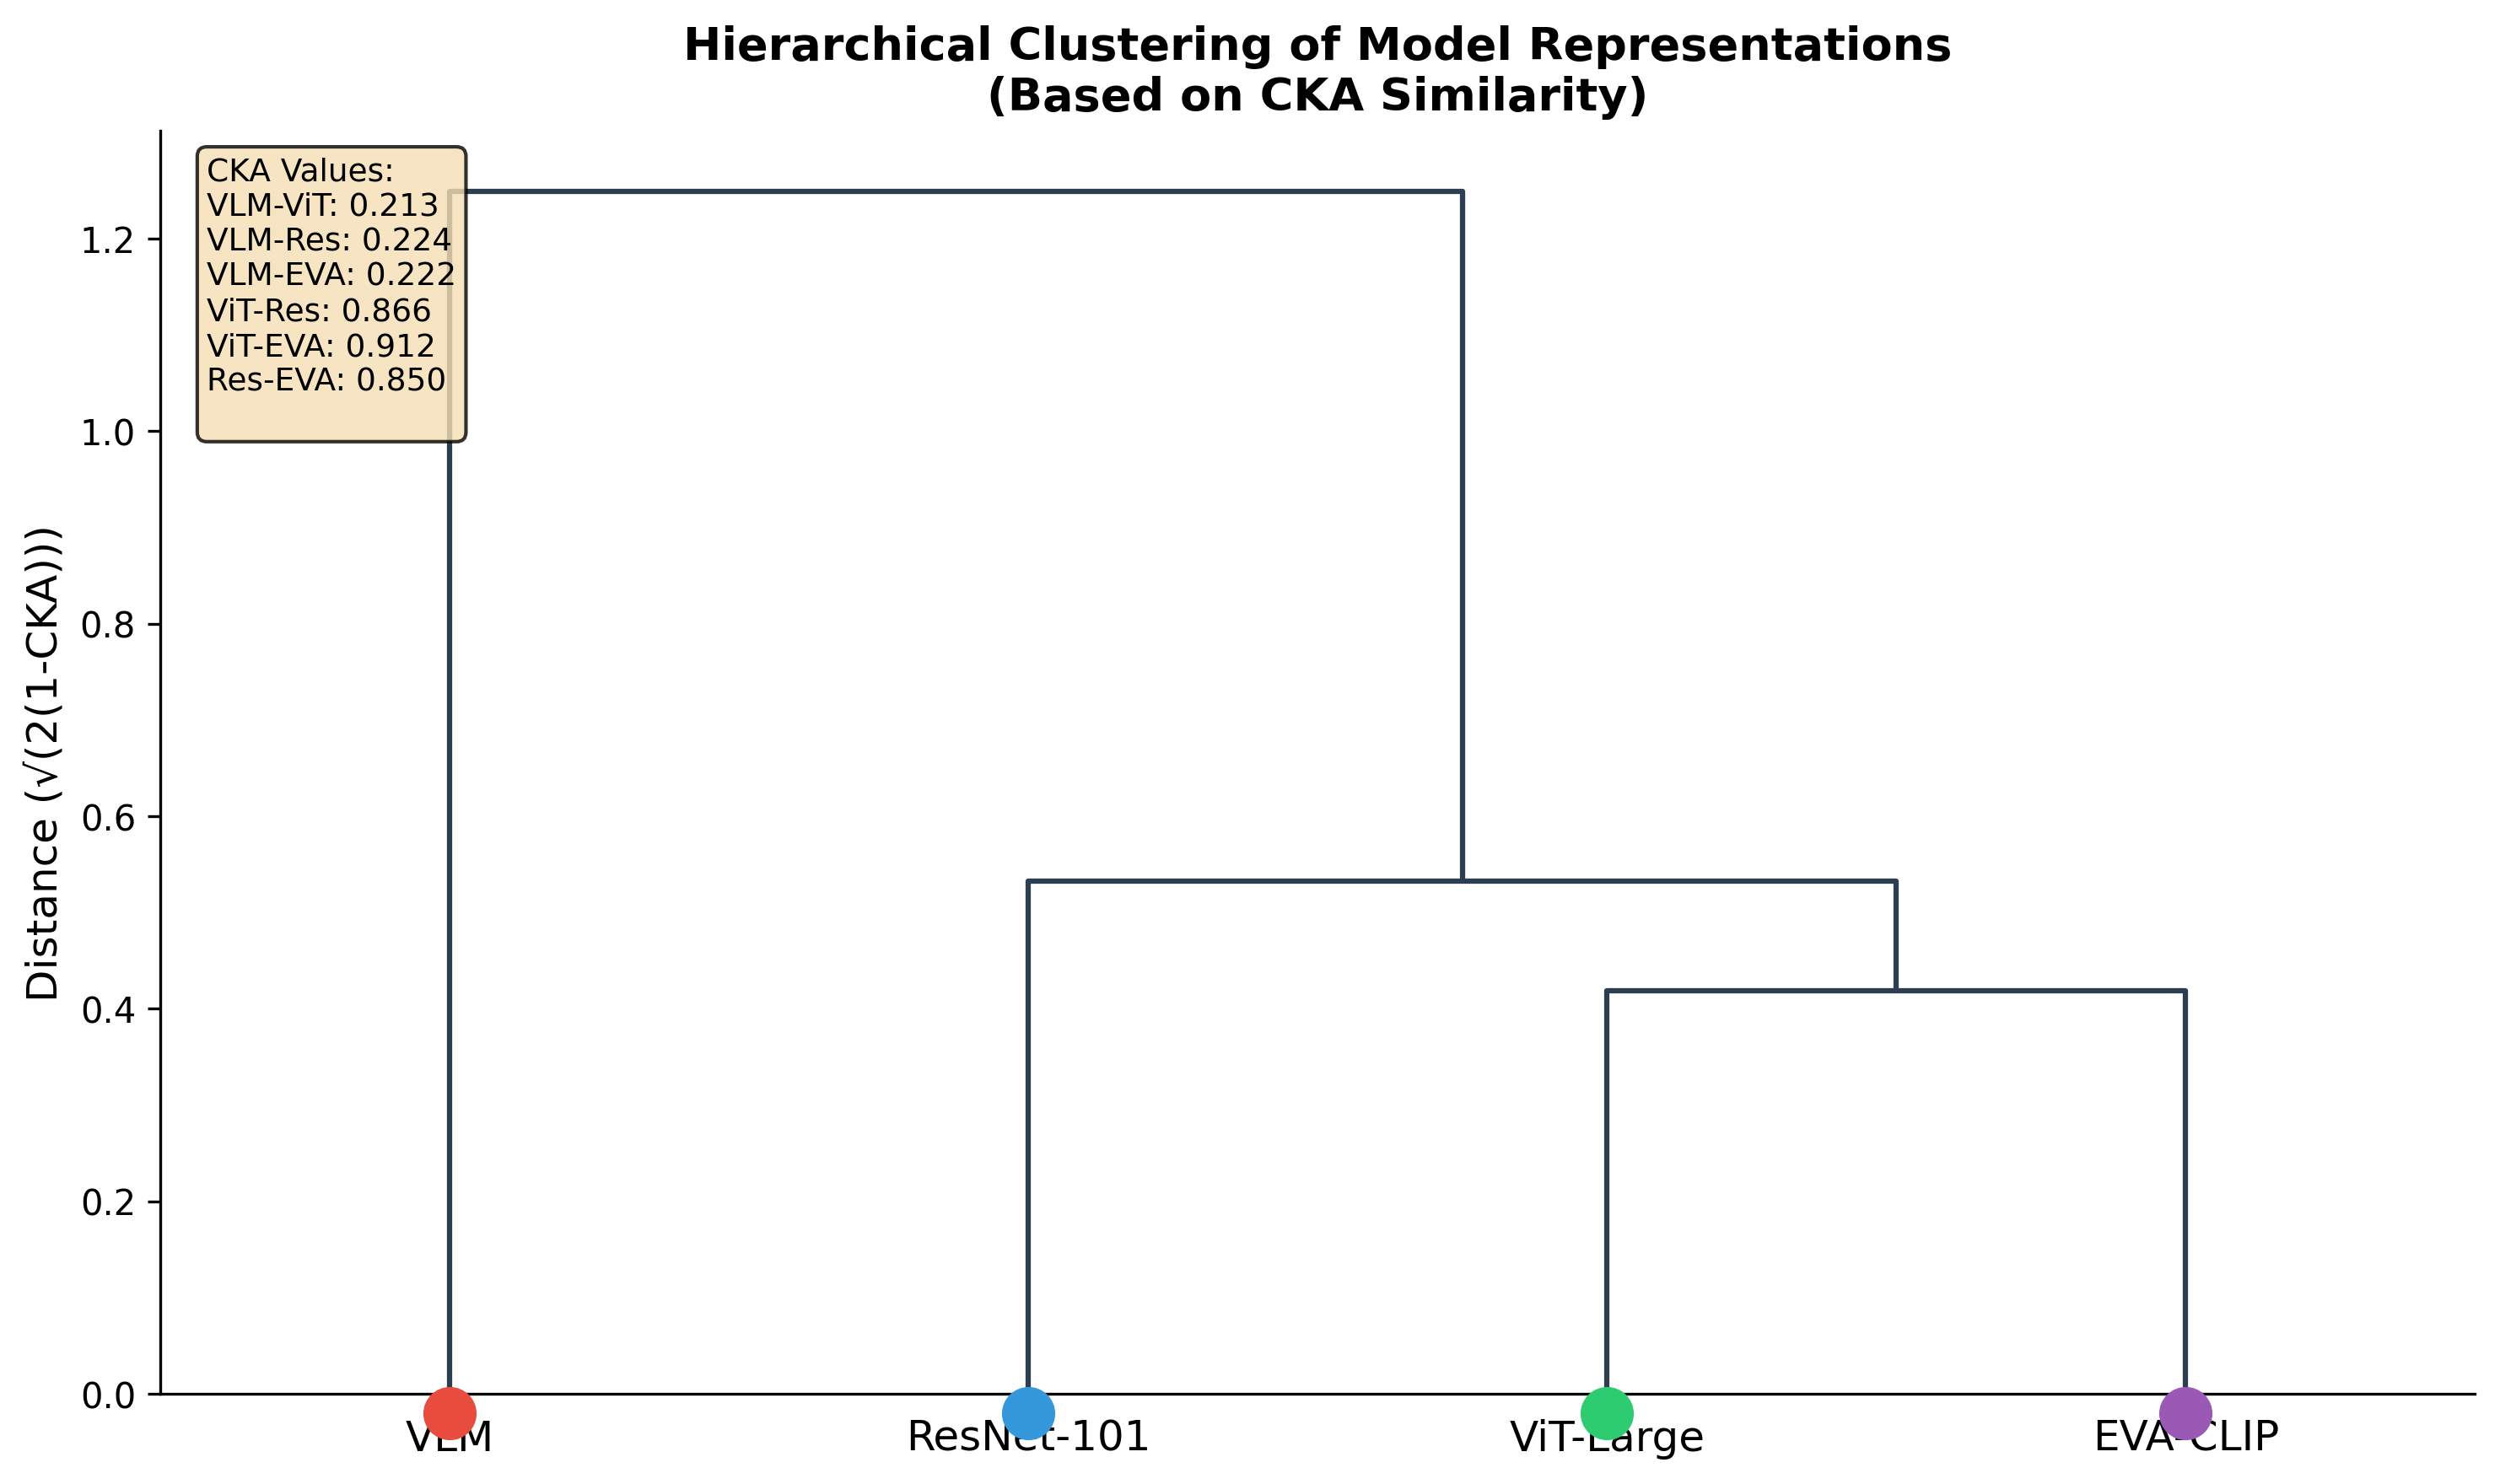 Hierarchical Clustering of Model Representations
(Based on CKA Similarity)
CKA Values:
VLM-ViT: 0.213
VLM-Res: 0.224
VLM-EVA: 0.222
ViT-Res: 0.866
ViT-EVA: 0.912
Res-EVA: 0.850
Distance (√(2(1-CKA)))
1.2
1.0
0.8
0.6
0.4
0.2
0.0
VLM
ResNet-101
ViT-Large
EVA-CLIP